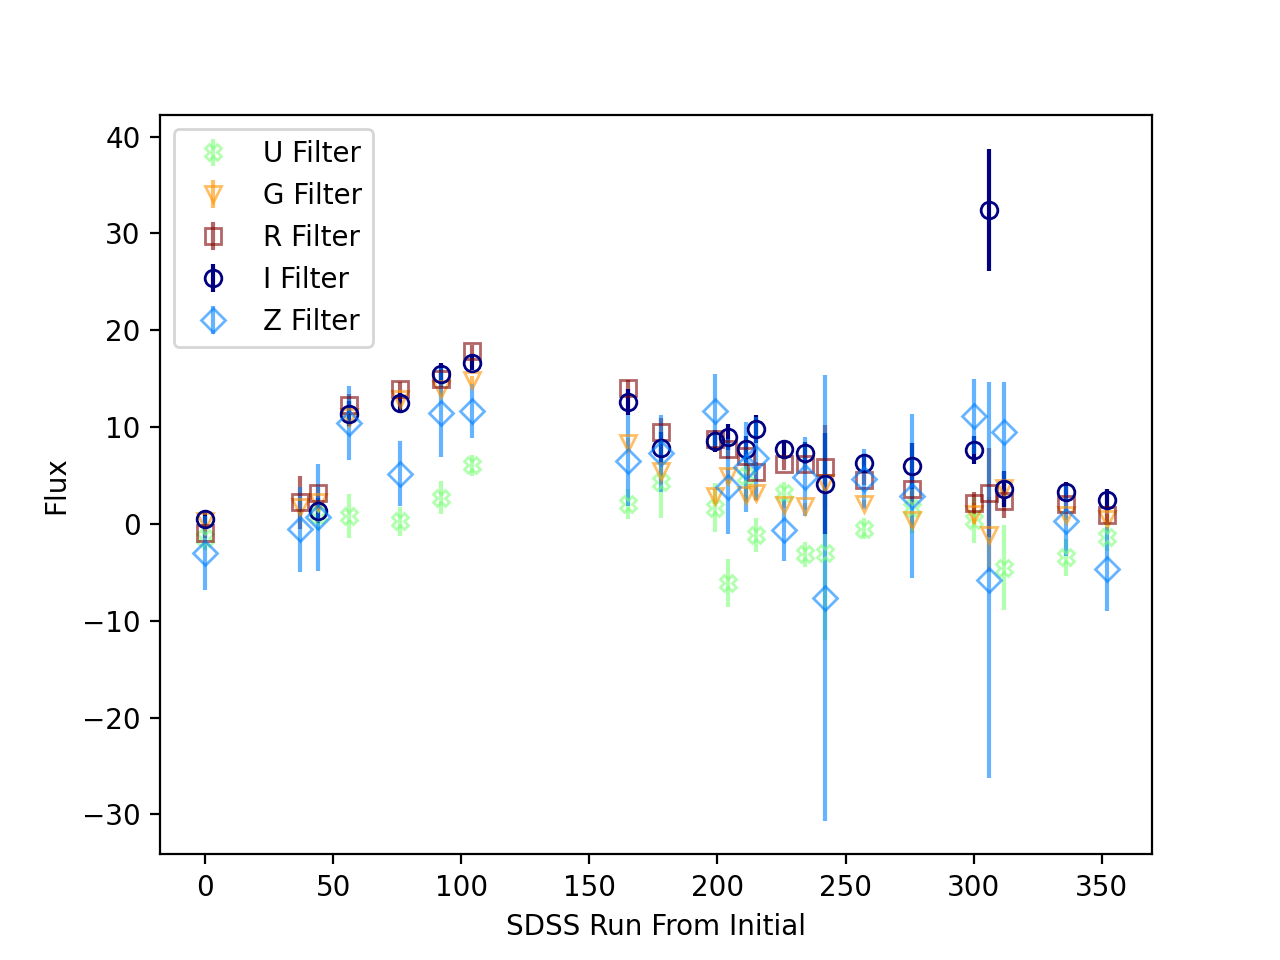 40
30
20
10
0
−10
−20
−30
Flux
U Filter
G Filter
R Filter
I Filter
Z Filter
0 50 100 150 200 250 300 350
SDSS Run From Initial